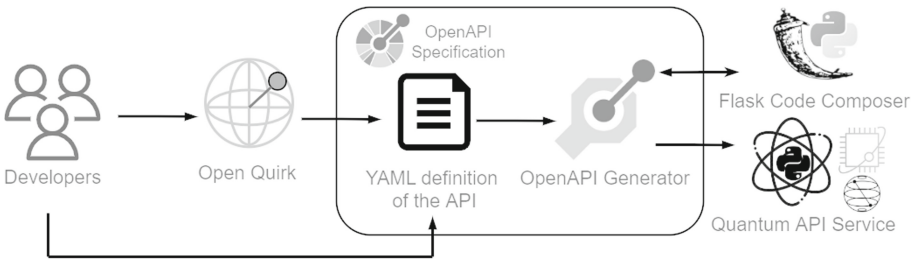 OpenAPI
Specification
Flask Code Composer
Developers
Open Quirk
YAML definition
of the API
OpenAPI Generator
Quantum API Service